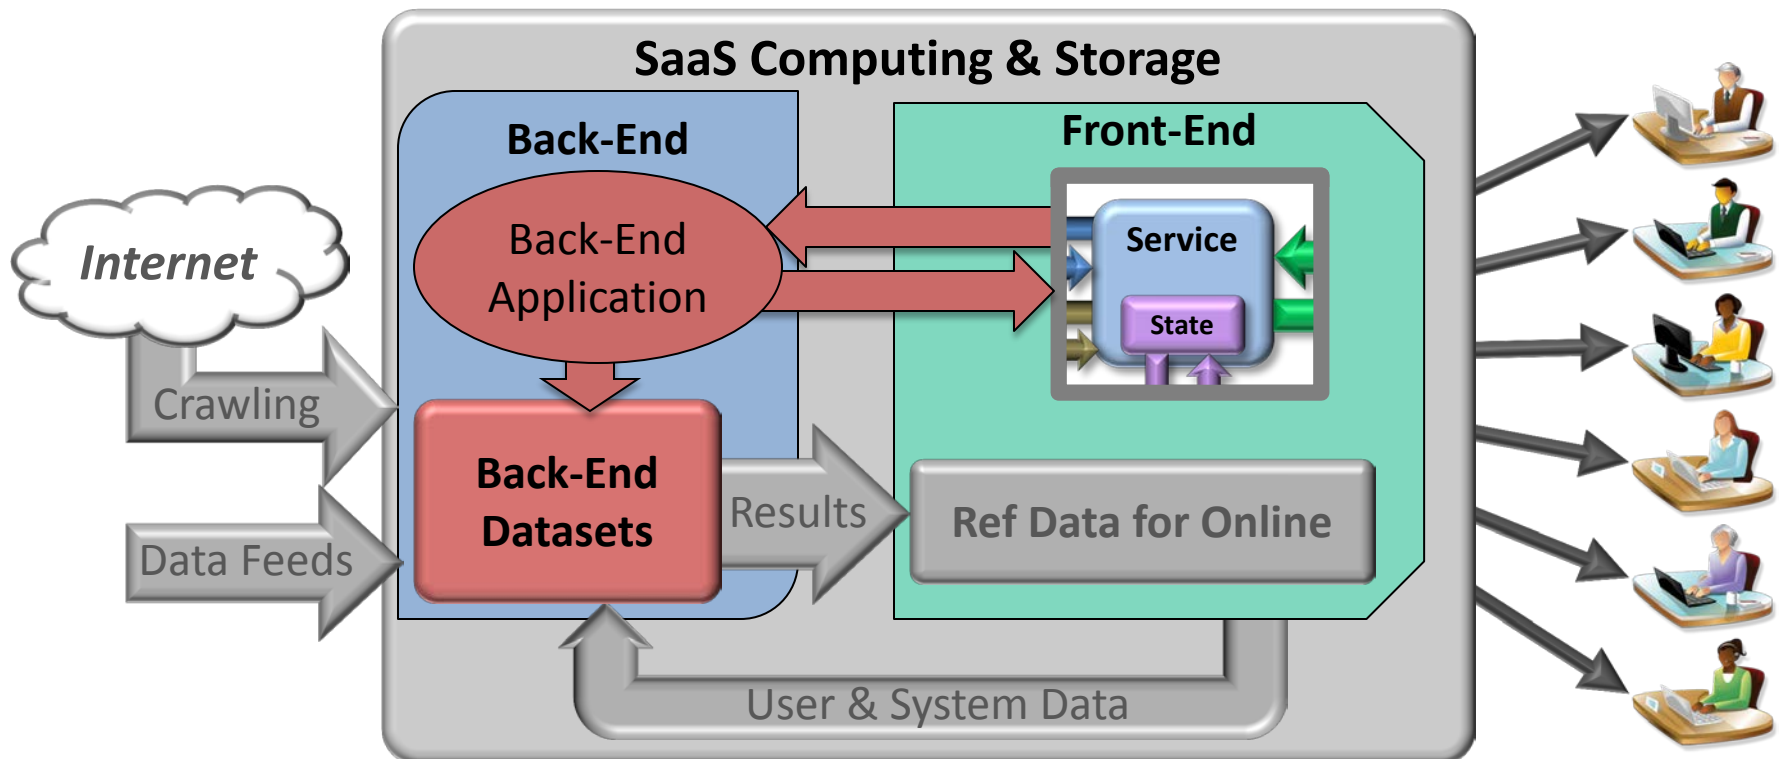 SaaS Computing & Storage
Back-End
Front-End
Internet
Back-End
Application
Service
State
Crawling
Back-End
Datasets
Results
Ref Data for Online
Data Feeds
User & System Data